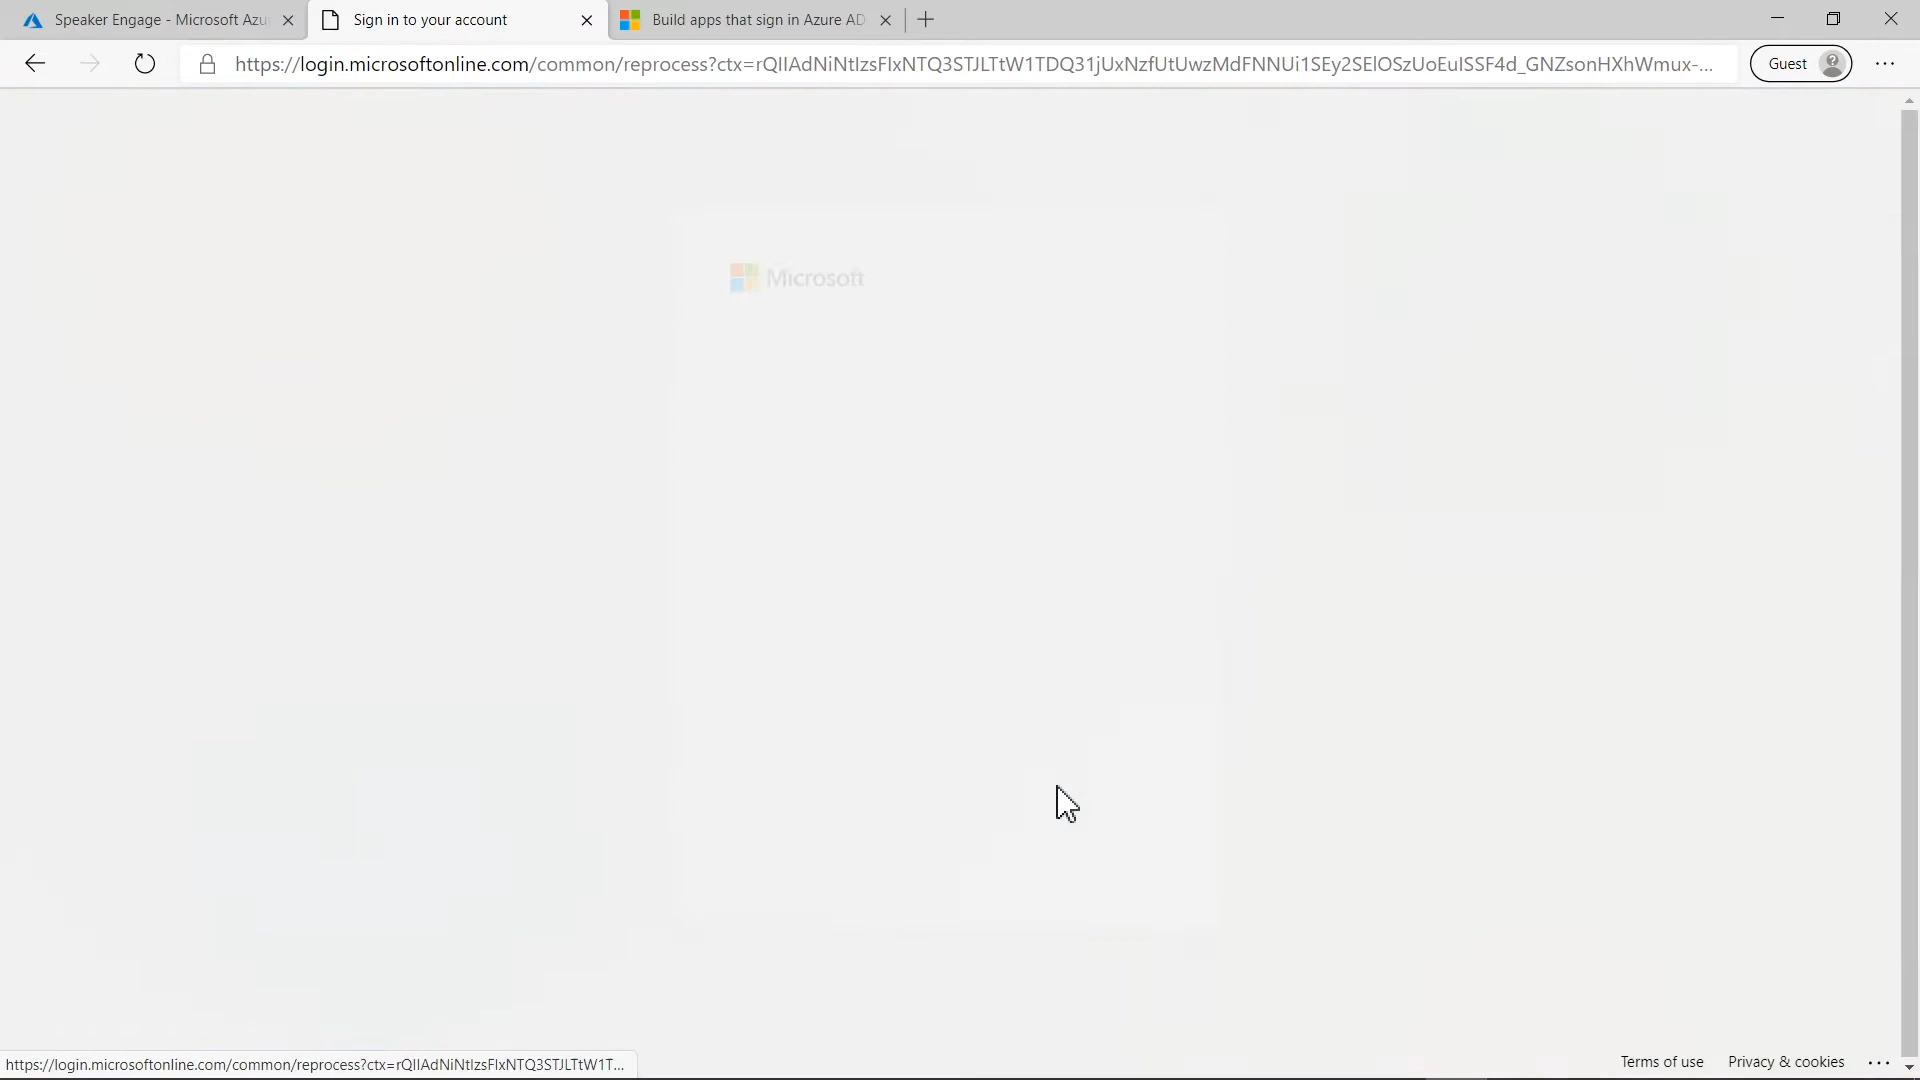 Speaker Engage - Microsoft Azu
Sign in to your account
Build apps that sign in Azure AD
https://login.microsoftonline.com/common/reprocess?ctx=rQIIAdNiNtIzsFIxNTQ3STJLTtW1TDQ31jUxNzfUtUwzMdFNNUi1SEy2SElOSzUoEuISSF4d_GNZsonHXhWmux-...
Guest
Microsoft
https://login.microsoftonline.com/common/reprocess?ctx=rQIIAdNiNtIzsFIxNTQ3STJLTtW1T...
Terms of use
Privacy & cookies